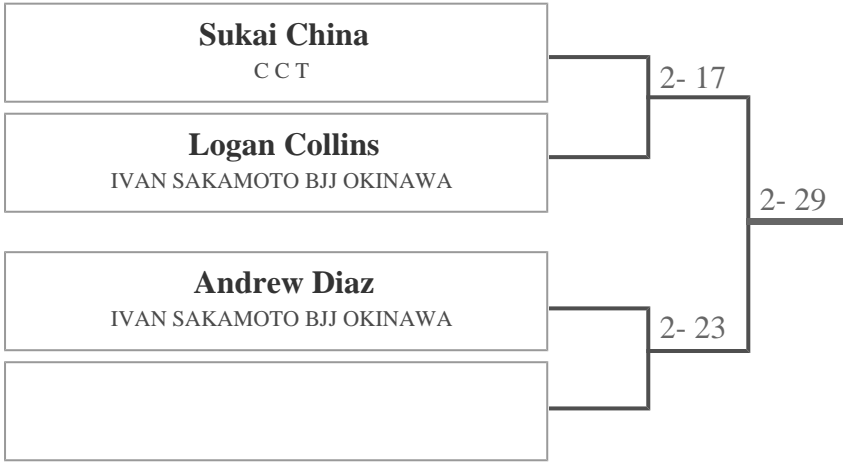 Sukai China
C C T
2- 17
Logan Collins
IVAN SAKAMOTO BJJ OKINAWA
2- 29
Andrew Diaz
IVAN SAKAMOTO BJJ OKINAWA
2- 23